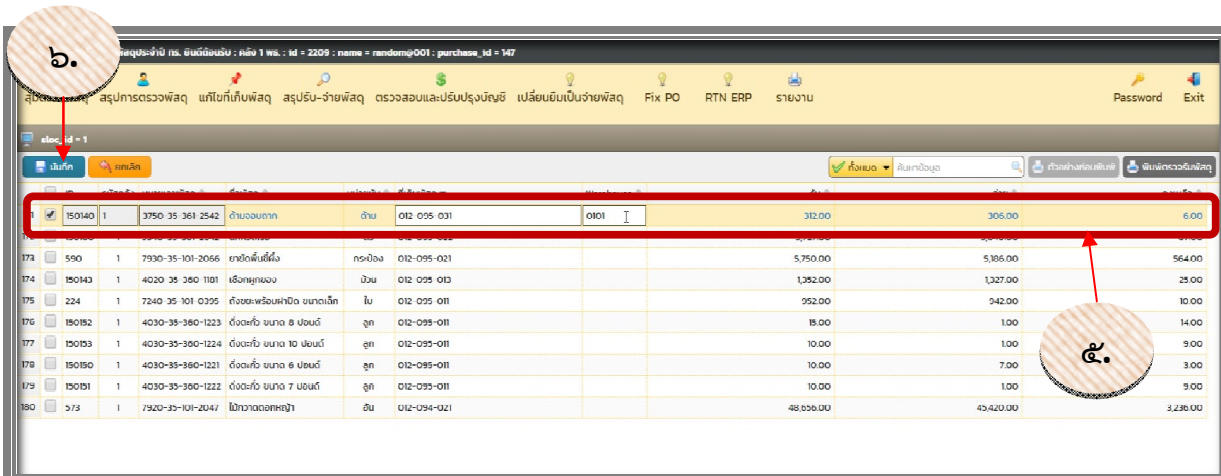 ๖.
ทร. ยินดีต้อนรับ : คลัง 1 พธ. : id = 2209 : name = random@001 : purchase_id = 147
สรุปการตรวจพัสดุ แก้ไขที่เก็บพัสดุ สรุปรับ-จ่ายพัสดุ ตรวจสอบและปรับปรุงบัญชี เปลี่ยนยืมเป็นจ่ายพัสดุ Fix PO RTN ERP รายงาน Password Exit
sloc_id = 1
บันทึก ยกเลิก ทั้งหมด ค้นหาข้อมูล ตัวอย่างก่อนพิมพ์ พิมพ์ตรวจรับพัสดุ
150140 1 3750-35-361-2542 ด้ามจอบถาก ด้าม 012-095-031 0101 312.00 306.00 6.00
173 590 1 7930-35-101-2066 ยาขัดพื้นขี้ผึ้ง กระป๋อง 012-095-021 5,750.00 5,186.00 564.00
174 150143 1 4020-35-360-1181 เชือกผูกของ ม้วน 012-095-013 1,352.00 1,327.00 25.00
175 224 1 7240-35-101-0395 ถังขยะพร้อมฝาปิด ขนาดเล็ก ใบ 012-095-011 952.00 942.00 10.00
176 150152 1 4030-35-360-1223 ดิ่งตะกั่ว ขนาด 8 ปอนด์ ลูก 012-095-011 15.00 1.00 14.00
177 150153 1 4030-35-360-1224 ดิ่งตะกั่ว ขนาด 10 ปอนด์ ลูก 012-095-011 10.00 1.00 9.00
178 150150 1 4030-35-360-1221 ดิ่งตะกั่ว ขนาด 6 ปอนด์ ลูก 012-095-011 10.00 7.00 3.00
179 150151 1 4030-35-360-1222 ดิ่งตะกั่ว ขนาด 7 ปอนด์ ลูก 012-095-011 10.00 1.00 9.00
180 573 1 7920-35-101-2047 ไม้กวาดดอกหญ้า อัน 012-094-021 48,656.00 45,420.00 3,236.00
๕.